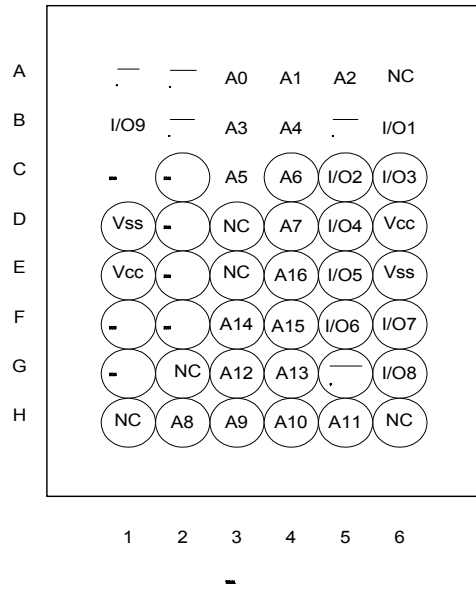 A A0 A1 A2 NC
B I/O9 A3 A4 I/O1
C A5 A6 I/O2 I/O3
D Vss NC A7 I/O4 Vcc
E Vcc NC A16 I/O5 Vss
F A14 A15 I/O6 I/O7
G NC A12 A13 I/O8
H NC A8 A9 A10 A11 NC
1 2 3 4 5 6